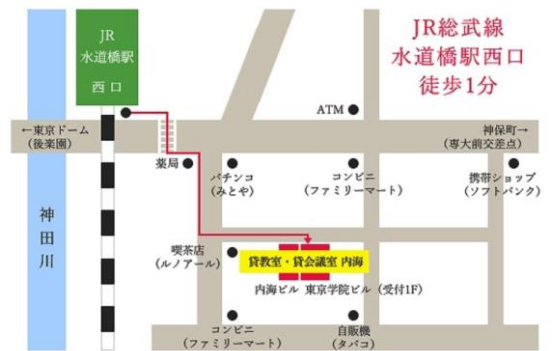 JR
水道橋駅
西口
JR総武線
水道橋駅西口
徒歩1分
ATM
←東京ドーム
(後楽園)
神保町→
(専大前交差点)
薬局
パチンコ
(みとや)
コンビニ
(ファミリーマート)
携帯ショップ
(ソフトバンク)
神田川
喫茶店
(ルノアール)
貸教室・貸会議室 内海
内海ビル 東京学院ビル (受付1F)
コンビニ
(ファミリーマート)
自販機
(タバコ)